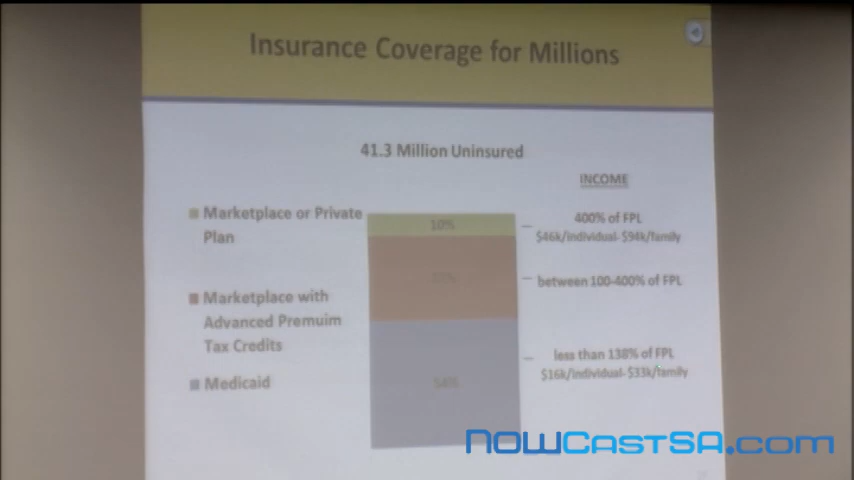 Insurance Coverage for Millions
41.3 Million Uninsured
INCOME
Marketplace or Private
Plan
10%
400% of FPL
$46k/individual- $94k/family
between 100-400% of FPL
Marketplace with
Advanced Premuim
Tax Credits
less than 138% of FPL
$16k/individual- $33k/family
Medicaid
54%
NOWCASTSA.com